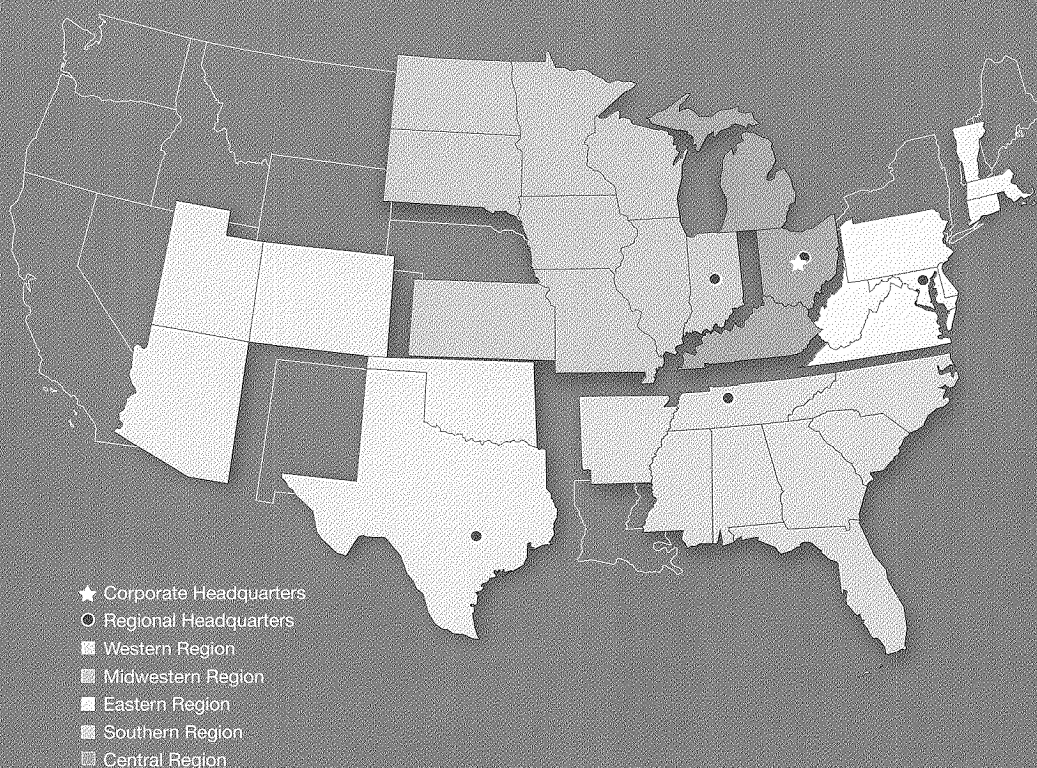 Corporate Headquarters
Regional Headquarters
Western Region
Midwestern Region
Eastern Region
Southern Region
Central Region